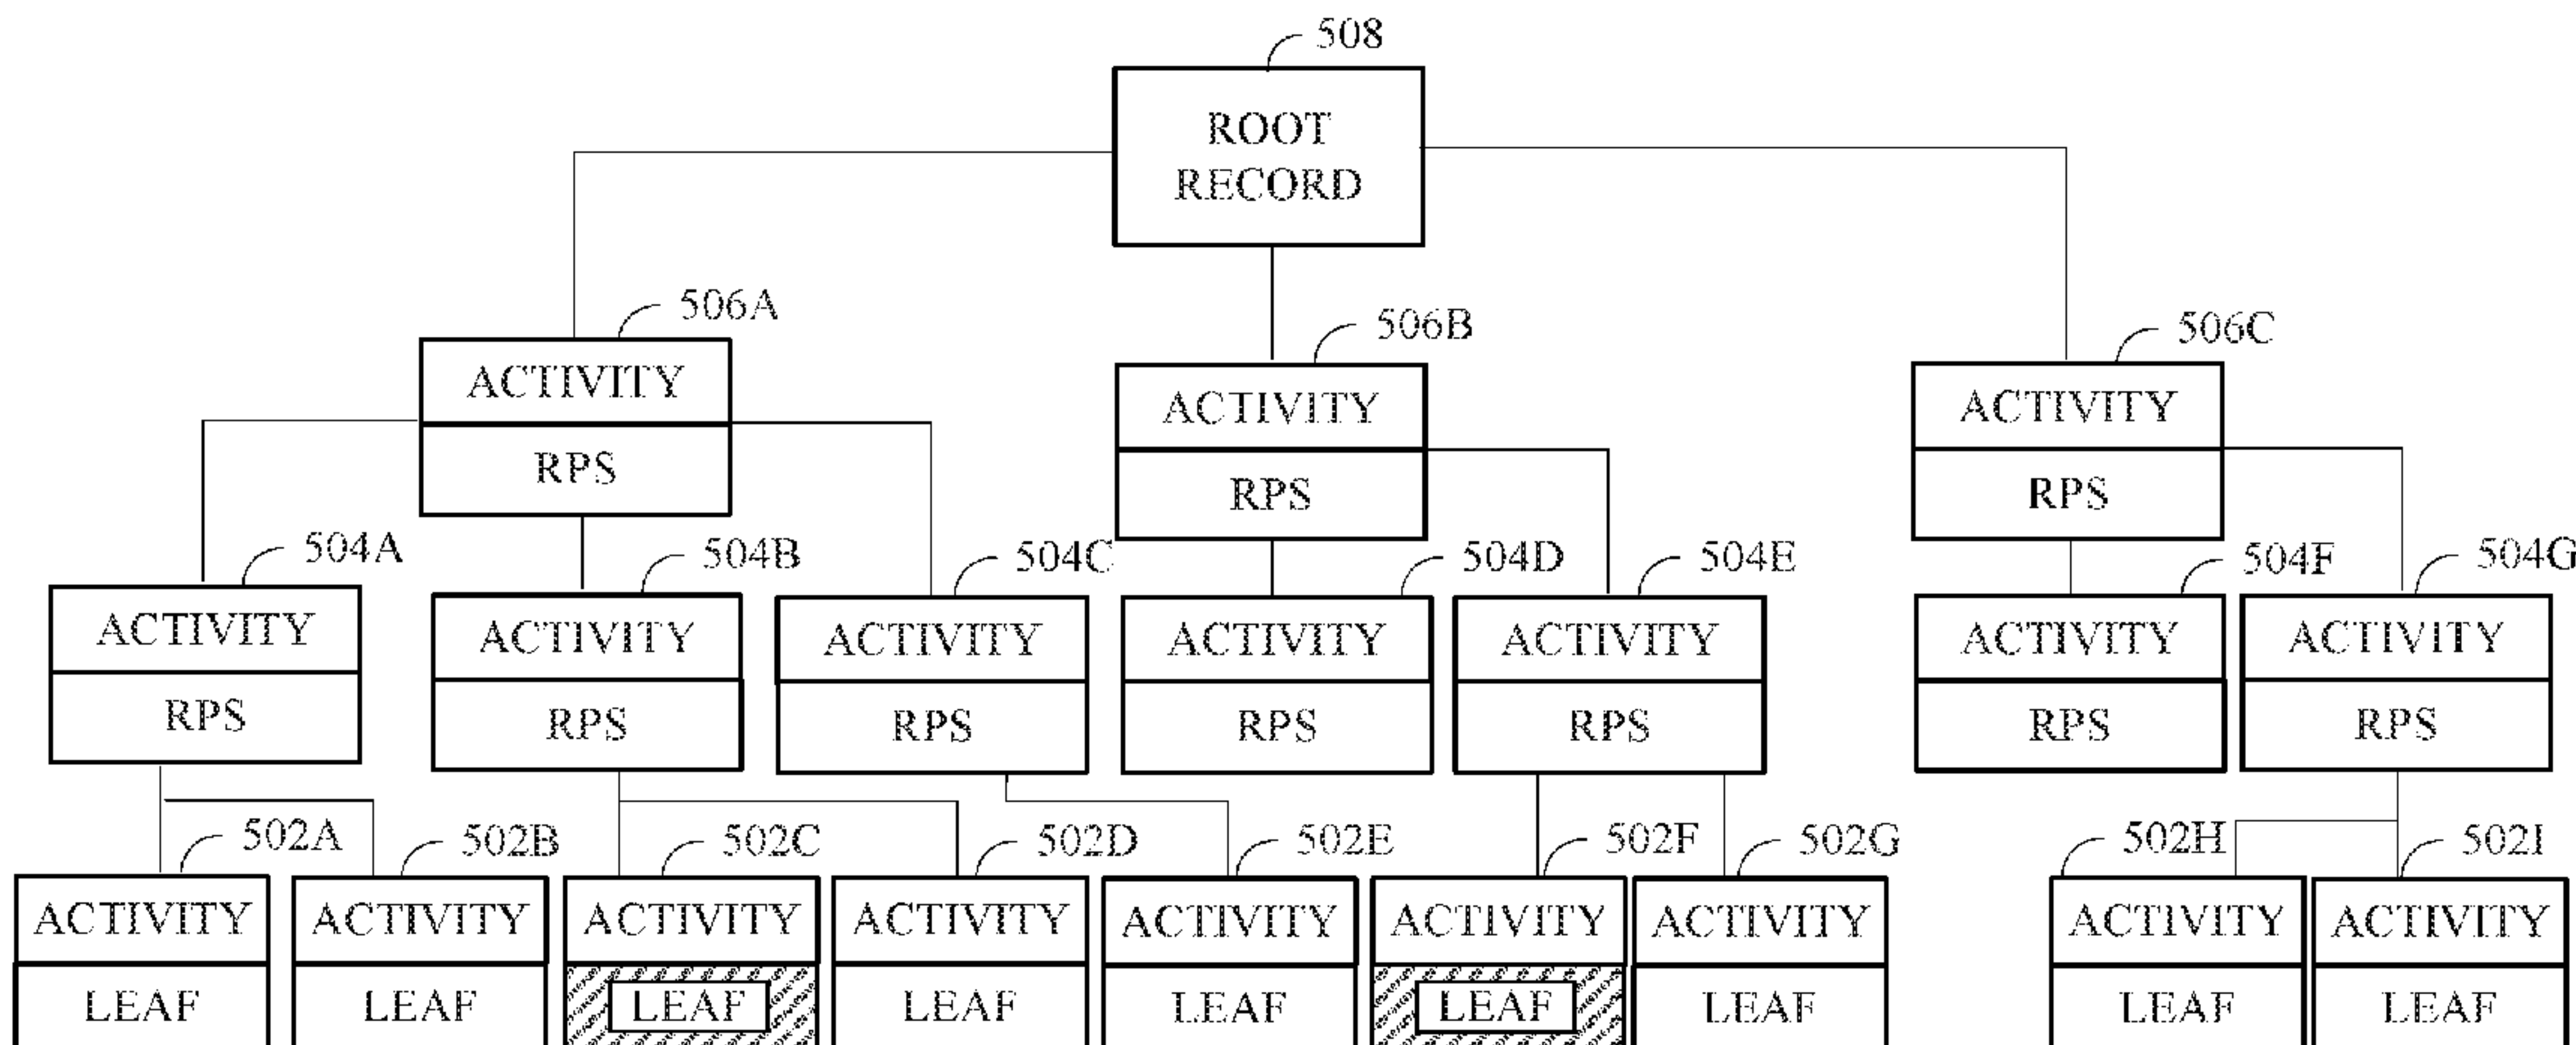 508
ROOT
RECORD
506A
506B
506C
ACTIVITY
ACTIVITY
ACTIVITY
RPS
RPS
RPS
504A
504B
504C
504D
504E
504F
504G
ACTIVITY
ACTIVITY
ACTIVITY
ACTIVITY
ACTIVITY
ACTIVITY
ACTIVITY
RPS
RPS
RPS
RPS
RPS
RPS
RPS
502A
502B
502C
502D
502E
502F
502G
502H
502I
ACTIVITY
ACTIVITY
ACTIVITY
ACTIVITY
ACTIVITY
ACTIVITY
ACTIVITY
ACTIVITY
ACTIVITY
LEAF
LEAF
LEAF
LEAF
LEAF
LEAF
LEAF
LEAF
LEAF